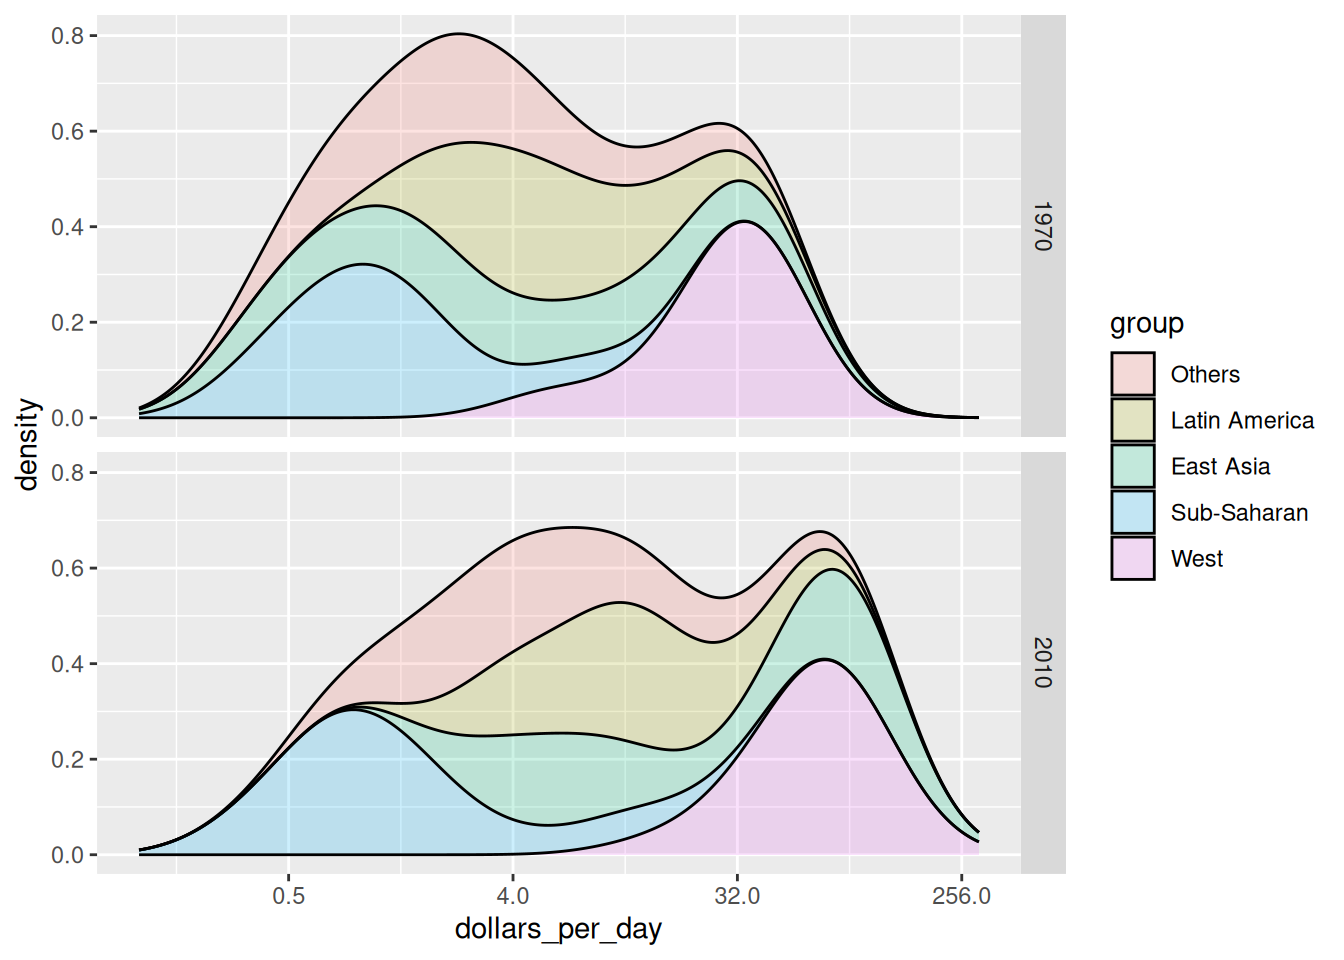 0.8
0.6
0.4
0.2
0.0
1970
0.8
0.6
0.4
0.2
0.0
2010
density
0.5 4.0 32.0 256.0
dollars_per_day
group
Others
Latin America
East Asia
Sub-Saharan
West